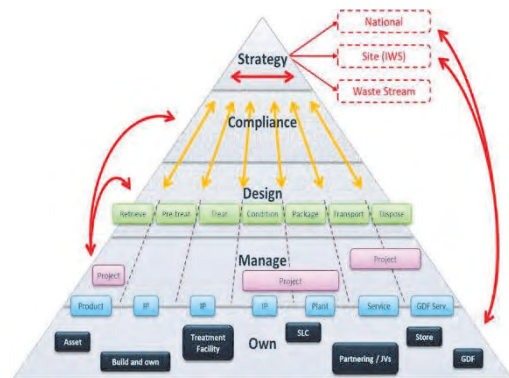 National
Strategy
Site (IWS)
Waste Stream
Compliance
Design
Retrieve
Pre treat
Treat
Condition
Package
Transport
Dispose
Manage
Project
Project
Project
Product
IP
IP
IP
Plant
Service
GDF Serv.
Asset
Build and own
Treatment
Facility
Own
SLC
Partnering / JVs
Store
GDF